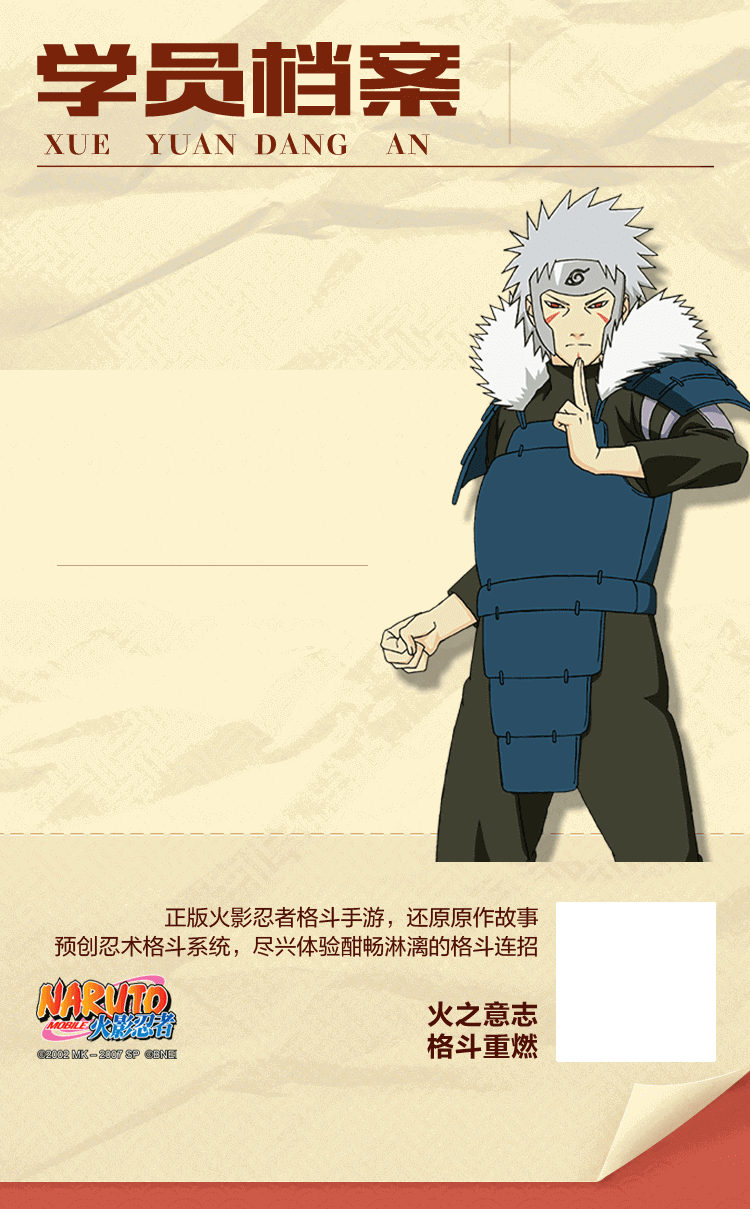 学员档案
XUE YUAN DANG AN
正版火影忍者格斗手游，还原原作故事
预创忍术格斗系统，尽兴体验酣畅淋漓的格斗连招
NARUTO
MOBILE 火影忍者
©2002 MK – 2007 SP ©BNEI
火之意志
格斗重燃